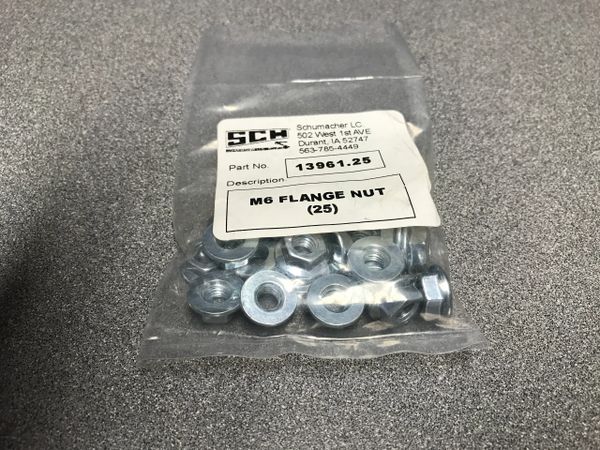 SCH
Schumacher LC
502 West 1st AVE
Durant, IA 52747
563-785-4449
Part No. 13961.25
Description
M6 FLANGE NUT
(25)